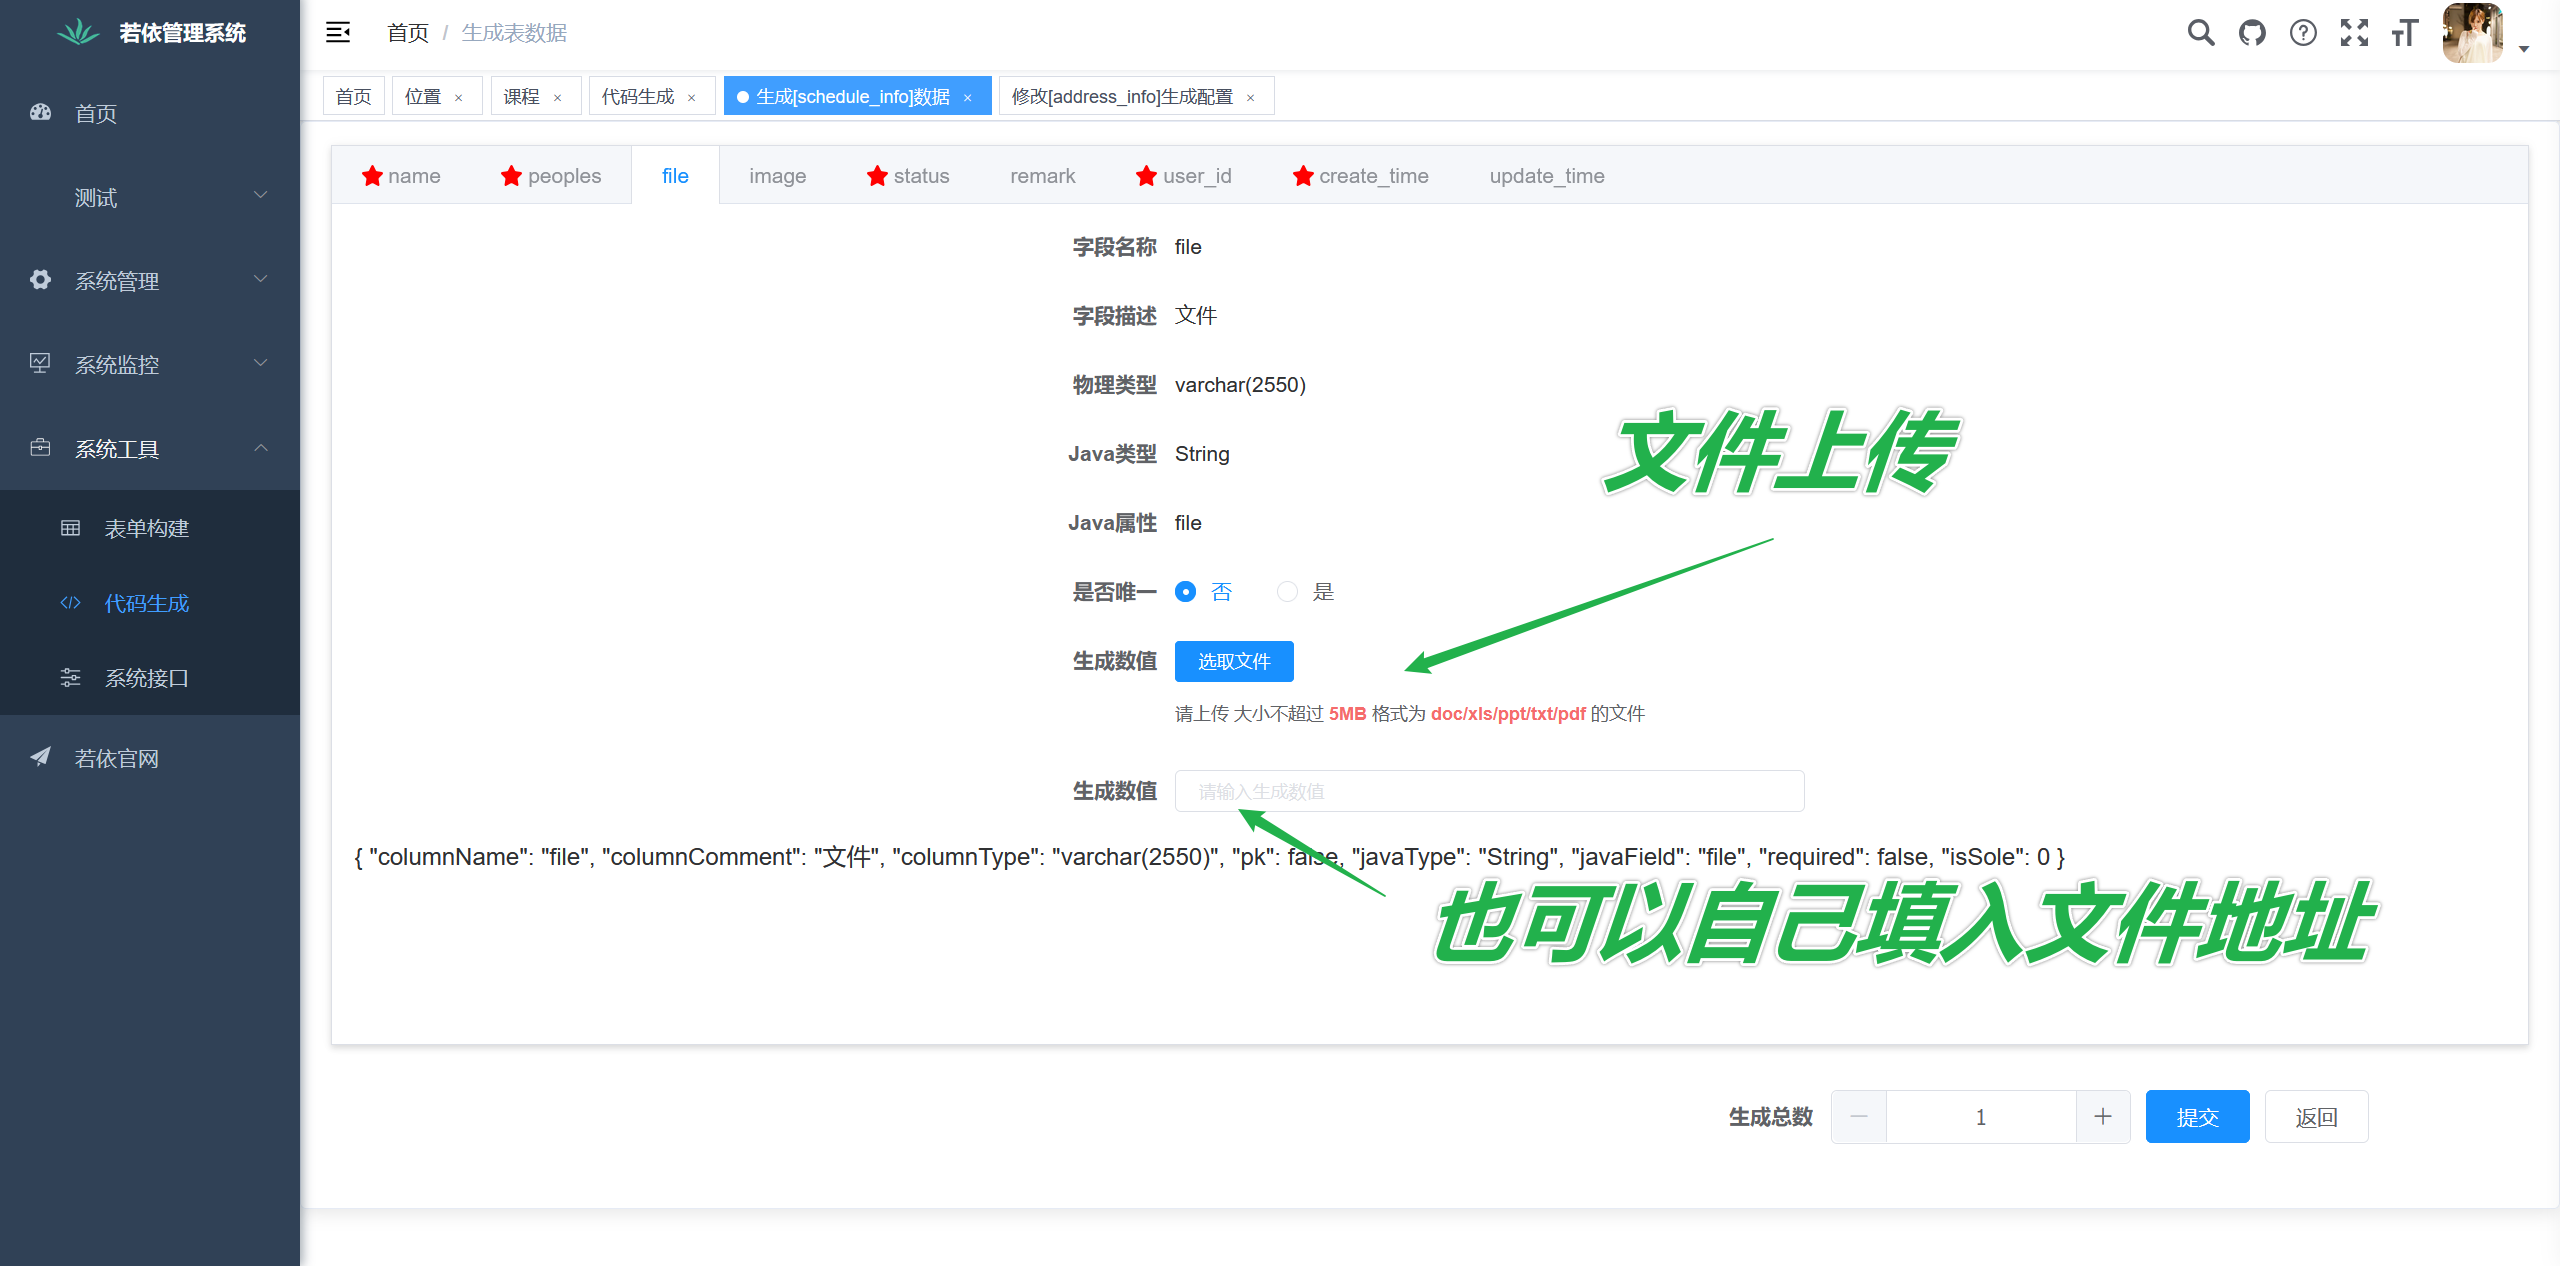 若依管理系统
首页
测试
系统管理
系统监控
系统工具
表单构建
代码生成
系统接口
若依官网
首页 / 生成表数据
首页
位置 ×
课程 ×
代码生成 ×
生成[schedule_info]数据 ×
修改[address_info]生成配置 ×
name
peoples
file
image
status
remark
user_id
create_time
update_time
字段名称 file
字段描述 文件
物理类型 varchar(2550)
Java类型 String
Java属性 file
是否唯一 否 是
生成数值 选取文件
请上传 大小不超过 5MB 格式为 doc/xls/ppt/txt/pdf 的文件
生成数值 请输入生成数值
{ "columnName": "file", "columnComment": "文件", "columnType": "varchar(2550)", "pk": false, "javaType": "String", "javaField": "file", "required": false, "isSole": 0 }
文件上传
也可以自己填入文件地址
生成总数 1 提交 返回